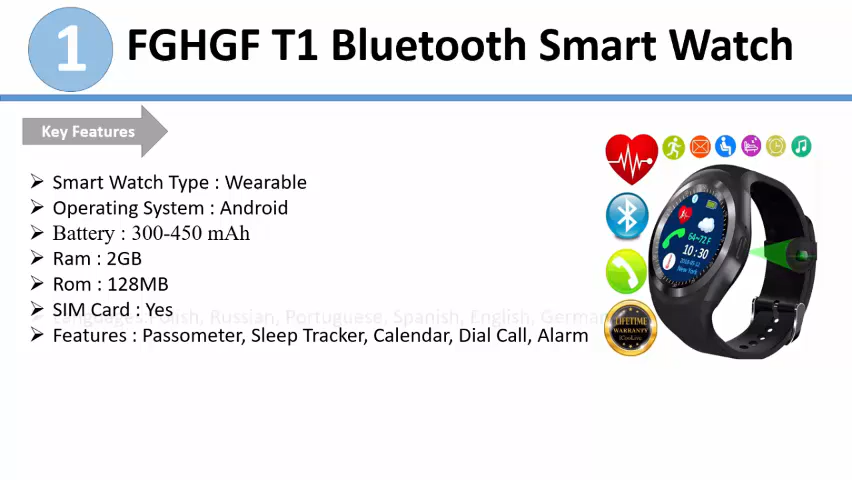 1 FGHGF T1 Bluetooth Smart Watch
Key Features
Smart Watch Type : Wearable
Operating System : Android
Battery : 300-450 mAh
Ram : 2GB
Rom : 128MB
SIM Card : Yes
Languages : Polish, Russian, Portuguese, Spanish, English, German
Features : Passometer, Sleep Tracker, Calendar, Dial Call, Alarm
64~72 F
10:30
New York
LIFETIME
WARRANTY